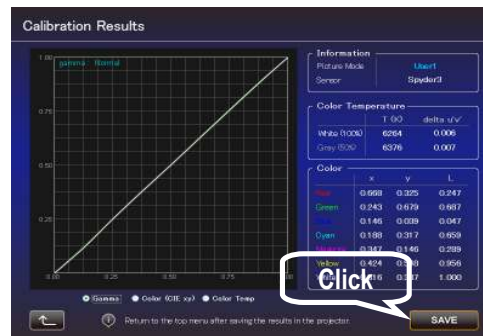 Calibration Results
1.00
gamma : Normal
0.75
0.50
0.25
0.00 0.25 0.50 0.75 1.00
Gamma Color (CIE xy) Color Temp
Information
Picture Mode User1
Sensor Spyder3
Color Temperature
T (K) delta u'v'
White (100%) 6264 0.006
Gray (50%) 6376 0.007
Color
x y L
Red 0.668 0.325 0.247
Green 0.243 0.679 0.687
Blue 0.146 0.039 0.047
Cyan 0.188 0.317 0.659
Magenta 0.347 0.146 0.289
Yellow 0.424 0.956
White 1.000
Click
Return to the top menu after saving the results in the projector.
SAVE